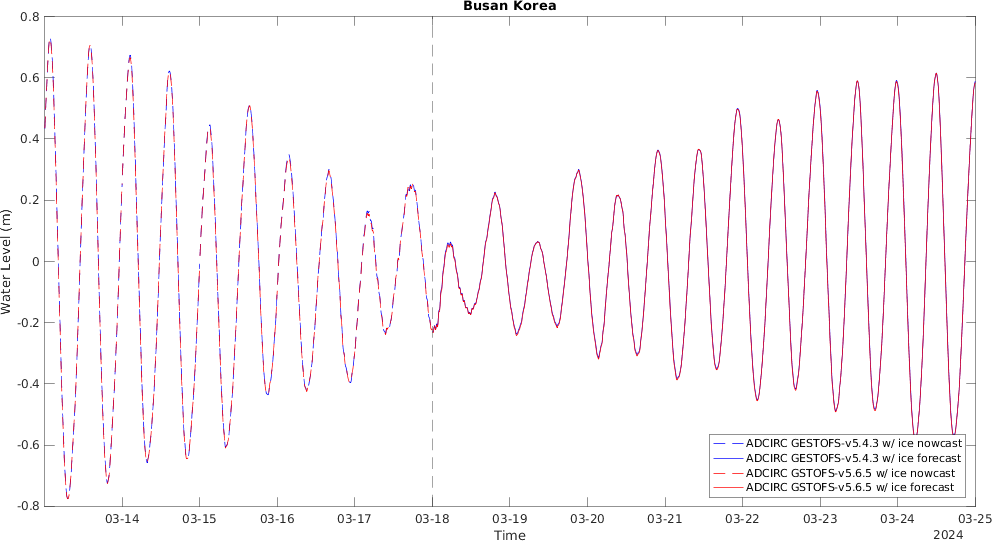 Busan Korea
Water Level (m)
0.8
0.6
0.4
0.2
0
-0.2
-0.4
-0.6
-0.8
03-14 03-15 03-16 03-17 03-18 03-19 03-20 03-21 03-22 03-23 03-24 03-25
Time
2024
ADCIRC GESTOFS-v5.4.3 w/ ice nowcast
ADCIRC GESTOFS-v5.4.3 w/ ice forecast
ADCIRC GSTOFS-v5.6.5 w/ ice nowcast
ADCIRC GSTOFS-v5.6.5 w/ ice forecast